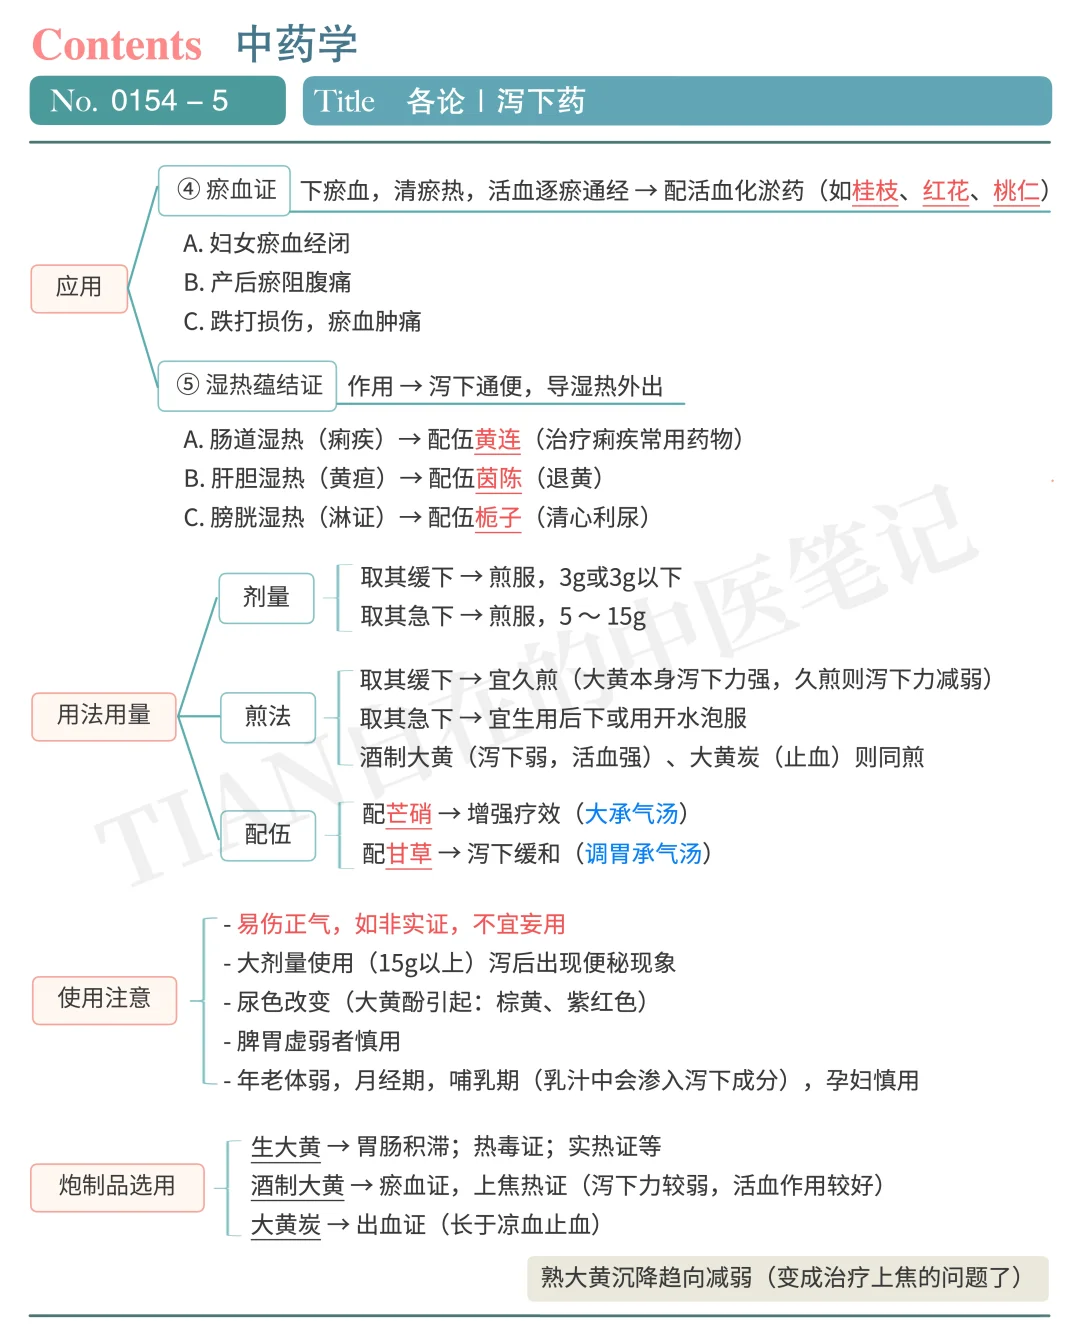 Contents 中药学
No. 0154 – 5
Title 各论 | 泻下药
应用
④ 瘀血证 下瘀血，清瘀热，活血逐瘀通经 → 配活血化淤药（如桂枝、红花、桃仁）
A. 妇女瘀血经闭
B. 产后瘀阻腹痛
C. 跌打损伤，瘀血肿痛
⑤ 湿热蕴结证 作用 → 泻下通便，导湿热外出
A. 肠道湿热（痢疾）→ 配伍黄连（治疗痢疾常用药物）
B. 肝胆湿热（黄疸）→ 配伍茵陈（退黄）
C. 膀胱湿热（淋证）→ 配伍栀子（清心利尿）
用法用量
剂量
取其缓下 → 煎服，3g或3g以下
取其急下 → 煎服，5 ～ 15g
煎法
取其缓下 → 宜久煎（大黄本身泻下力强，久煎则泻下力减弱）
取其急下 → 宜生用后下或用开水泡服
酒制大黄（泻下弱，活血强）、大黄炭（止血）则同煎
配伍
配芒硝 → 增强疗效（大承气汤）
配甘草 → 泻下缓和（调胃承气汤）
使用注意
- 易伤正气，如非实证，不宜妄用
- 大剂量使用（15g以上）泻后出现便秘现象
- 尿色改变（大黄酚引起：棕黄、紫红色）
- 脾胃虚弱者慎用
- 年老体弱，月经期，哺乳期（乳汁中会渗入泻下成分），孕妇慎用
炮制品选用
生大黄 → 胃肠积滞；热毒证；实热证等
酒制大黄 → 瘀血证，上焦热证（泻下力较弱，活血作用较好）
大黄炭 → 出血证（长于凉血止血）
熟大黄沉降趋向减弱（变成治疗上焦的问题了）
TIAN自在的中医笔记